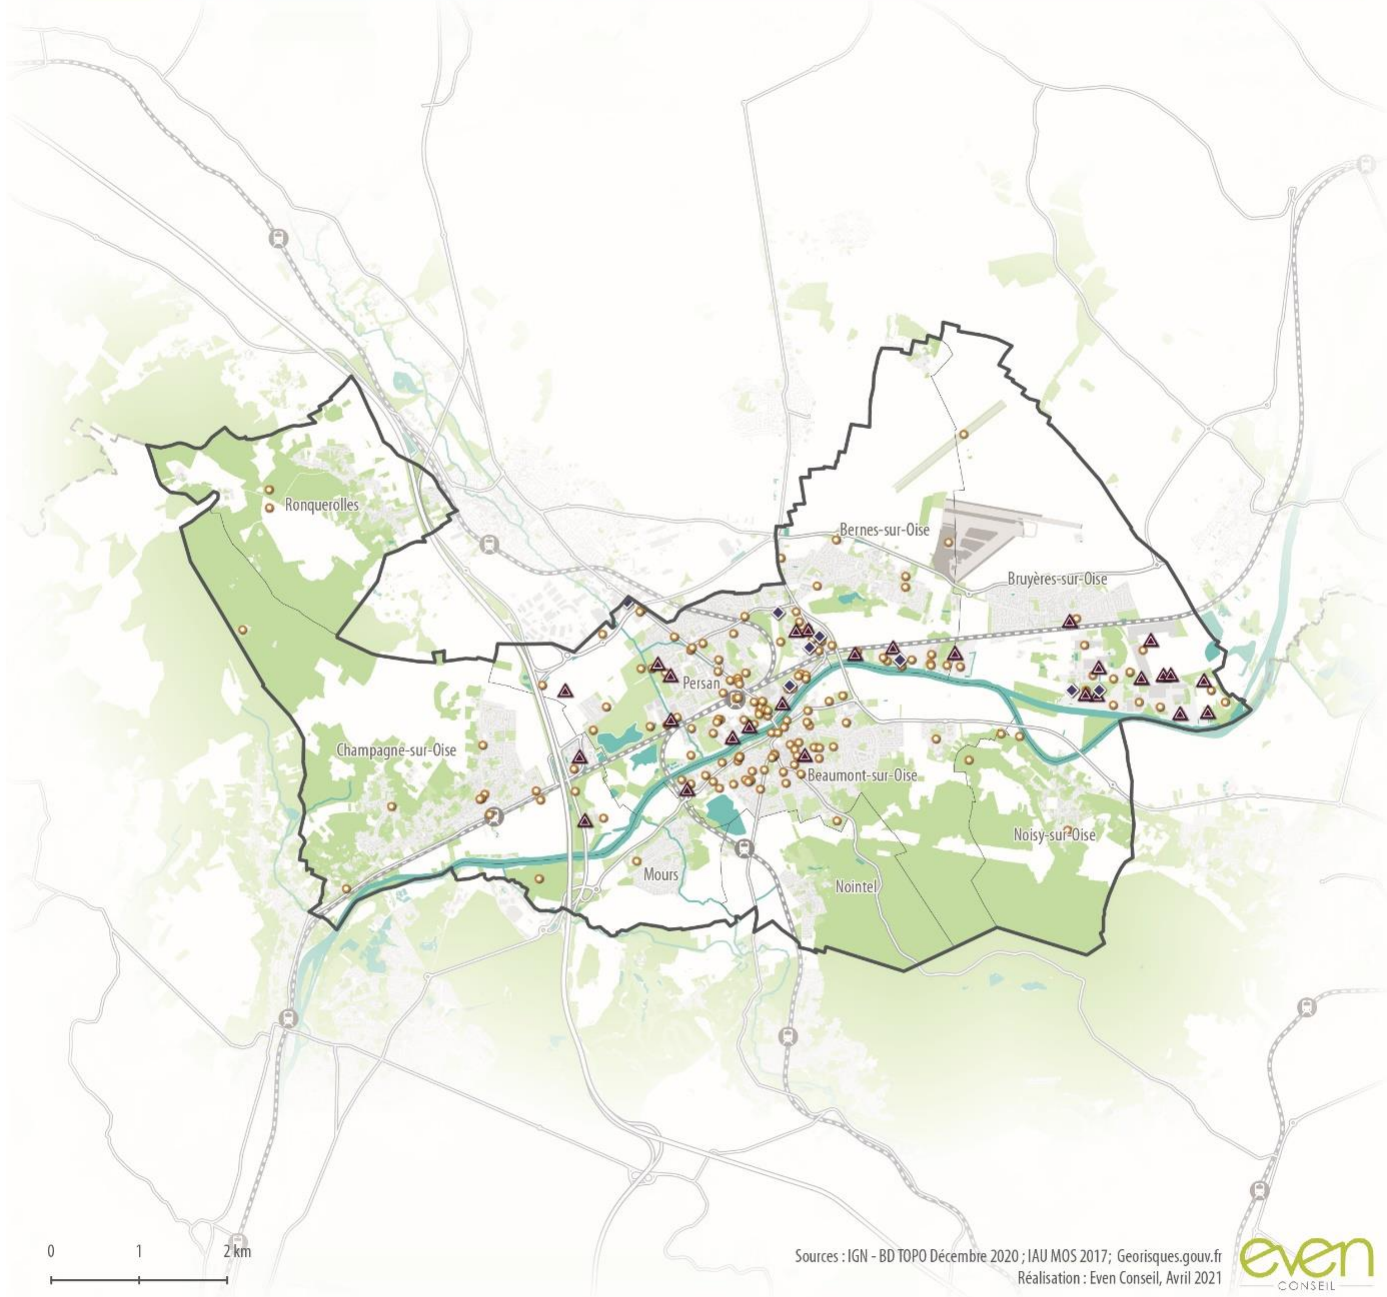 Ronquerolles
Bernes-sur-Oise
Bruyères-sur-Oise
Persan
Champagne-sur-Oise
Beaumont-sur-Oise
Noisy-sur-Oise
Mours
Nointel
0 1 2 km
Sources : IGN - BD TOPO Décembre 2020 ; IAU MOS 2017; Georisques.gouv.fr
Réalisation : Even Conseil, Avril 2021
even
CONSEIL